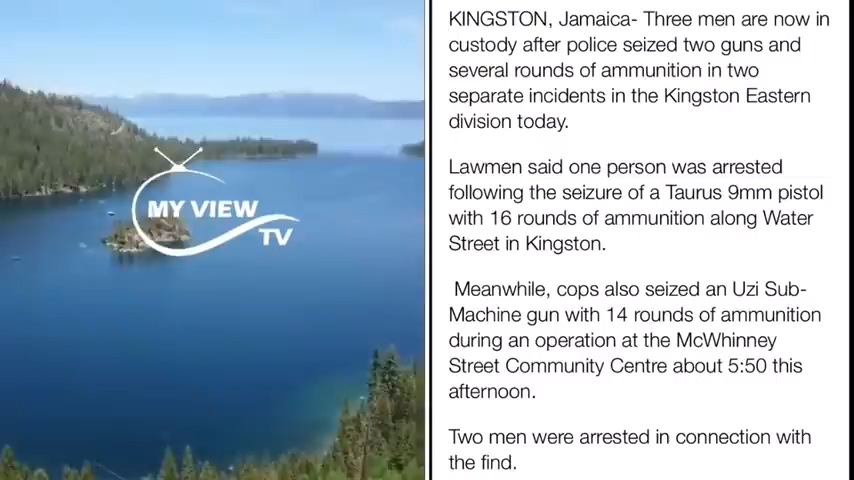 MY VIEW
TV
KINGSTON, Jamaica- Three men are now in
custody after police seized two guns and
several rounds of ammunition in two
separate incidents in the Kingston Eastern
division today.
Lawmen said one person was arrested
following the seizure of a Taurus 9mm pistol
with 16 rounds of ammunition along Water
Street in Kingston.
Meanwhile, cops also seized an Uzi Sub-
Machine gun with 14 rounds of ammunition
during an operation at the McWhinney
Street Community Centre about 5:50 this
afternoon.
Two men were arrested in connection with
the find.